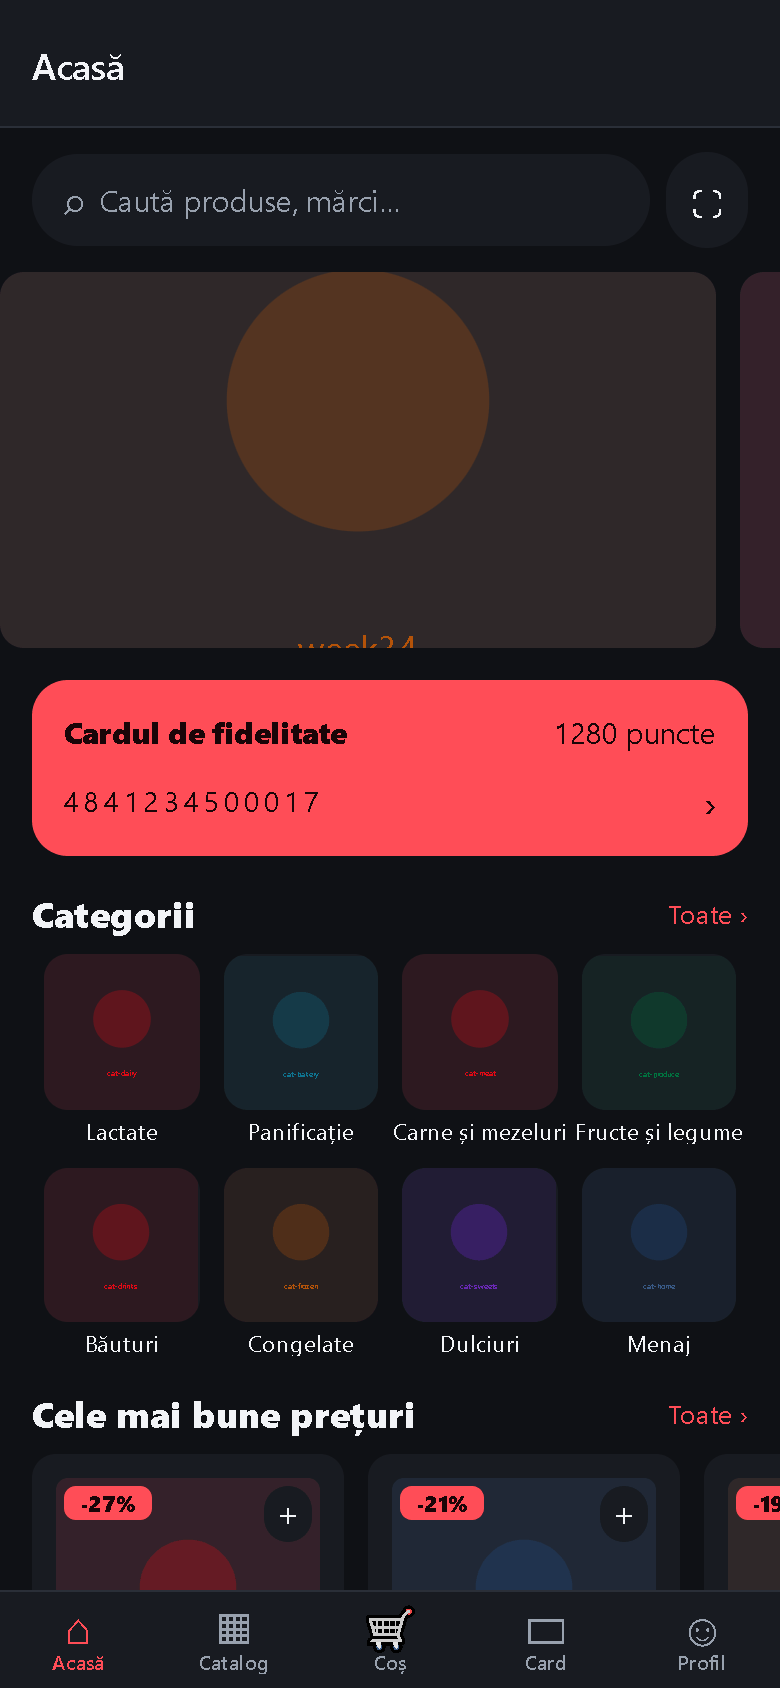 Acasă
Caută produse, mărci...
week24
Cardul de fidelitate
1280 puncte
4841234500017
›
Categorii
Toate ›
cat-dairy
cat-bakery
cat-meat
cat-produce
Lactate
Panificație
Carne și mezeluri
Fructe și legume
cat-drinks
cat-frozen
cat-sweets
cat-home
Băuturi
Congelate
Dulciuri
Menaj
Cele mai bune prețuri
Toate ›
-27%
+
-21%
+
-19
Acasă
Catalog
Coș
Card
Profil